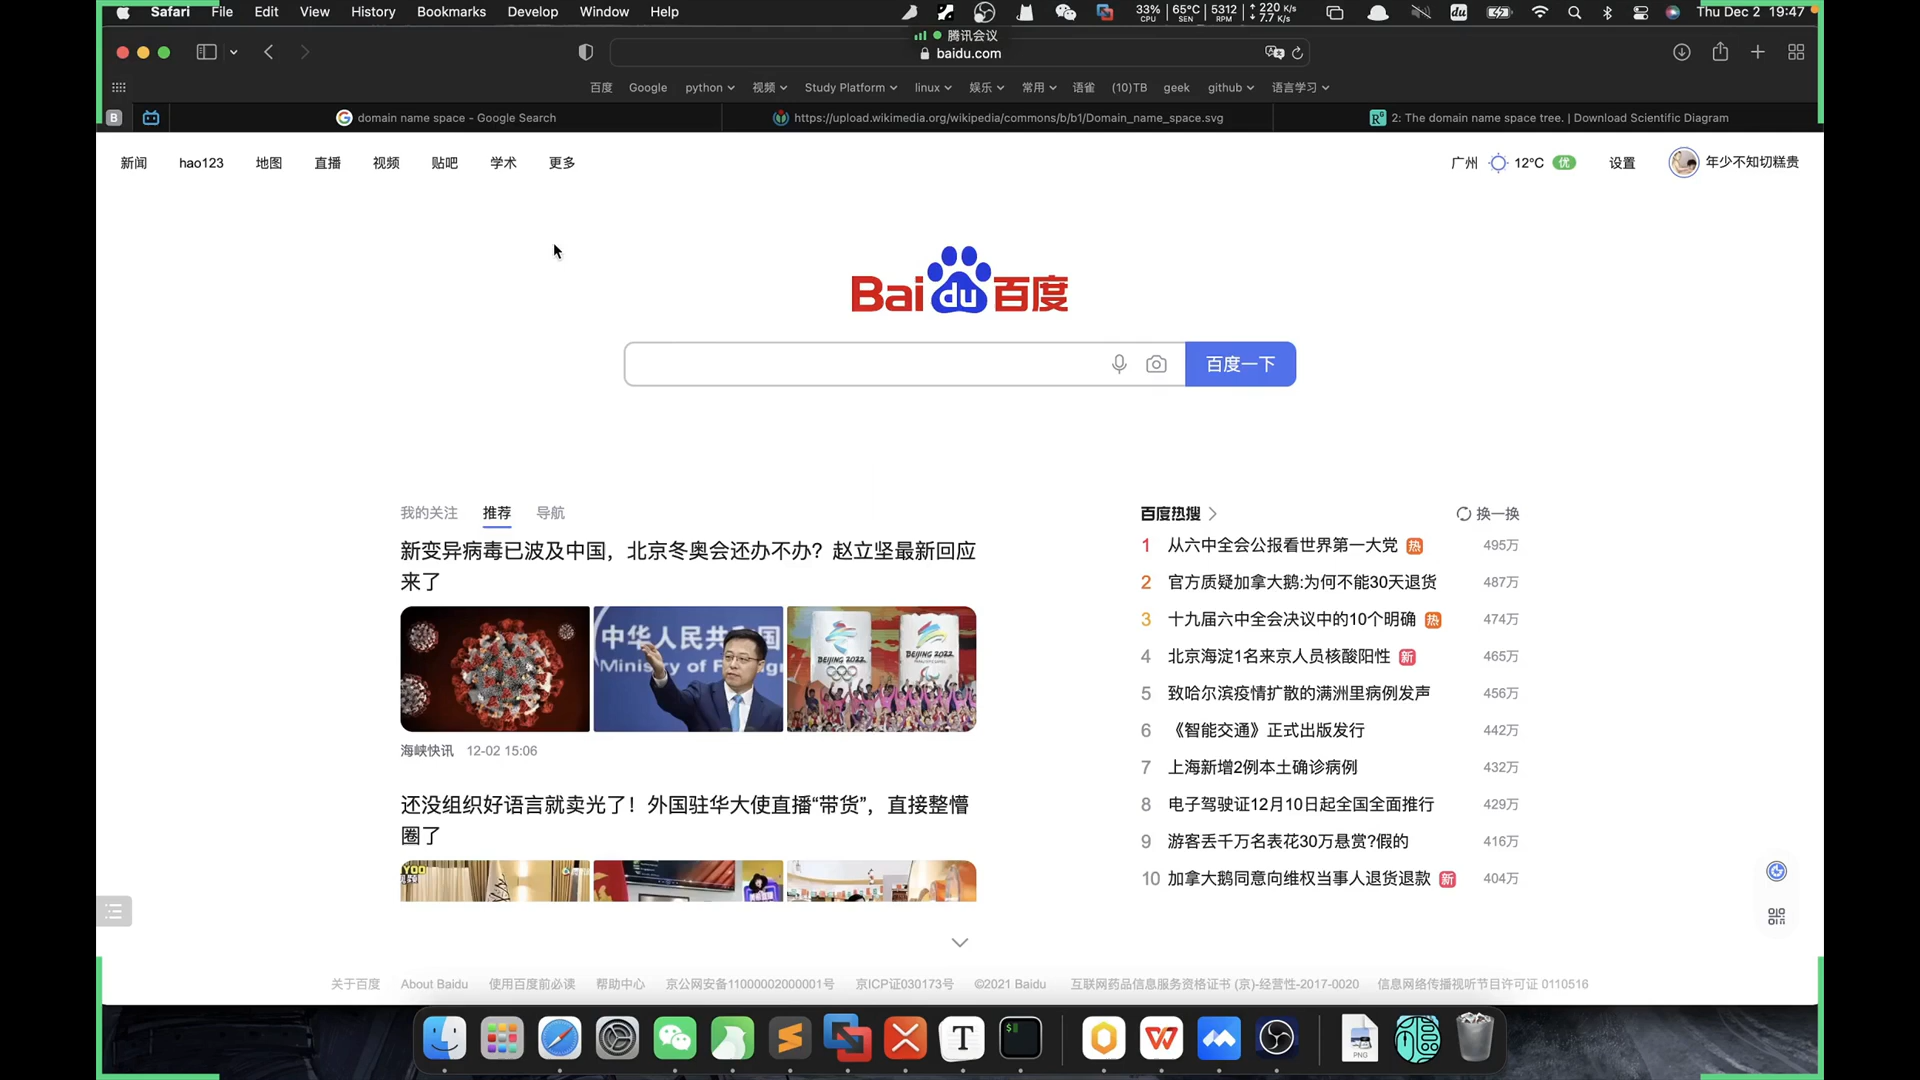 Safari File Edit View History Bookmarks Develop Window Help
33% CPU 65°C SEN 5312 RPM 220 K/s 7.7 K/s du Thu Dec 2 19:47
腾讯会议
baidu.com
百度 Google python 视频 Study Platform linux 娱乐 常用 语雀 (10)TB geek github 语言学习
B domain name space - Google Search https://upload.wikimedia.org/wikipedia/commons/b/b1/Domain_name_space.svg 2: The domain name space tree. | Download Scientific Diagram
新闻 hao123 地图 直播 视频 贴吧 学术 更多 广州 12℃ 优 设置 年少不知切糕贵
Bai du 百度
百度一下
我的关注 推荐 导航
新变异病毒已波及中国，北京冬奥会还办不办？赵立坚最新回应
来了
中华人民共和国
Ministry of Foreign
BEIJING 2022 BEIJING 2022
海峡快讯 12-02 15:06
还没组织好语言就卖光了！外国驻华大使直播“带货”，直接整懵
圈了
YOO
百度热搜 换一换
1 从六中全会公报看世界第一大党 热 495万
2 官方质疑加拿大鹅:为何不能30天退货 487万
3 十九届六中全会决议中的10个明确 热 474万
4 北京海淀1名来京人员核酸阳性 新 465万
5 致哈尔滨疫情扩散的满洲里病例发声 456万
6 《智能交通》正式出版发行 442万
7 上海新增2例本土确诊病例 432万
8 电子驾驶证12月10日起全国全面推行 429万
9 游客丢千万名表花30万悬赏?假的 416万
10 加拿大鹅同意向维权当事人退货退款 新 404万
关于百度 About Baidu 使用百度前必读 帮助中心 京公网安备11000002000001号 京ICP证030173号 ©2021 Baidu 互联网药品信息服务资格证书 (京)-经营性-2017-0020 信息网络传播视听节目许可证 0110516
T $ W PNG